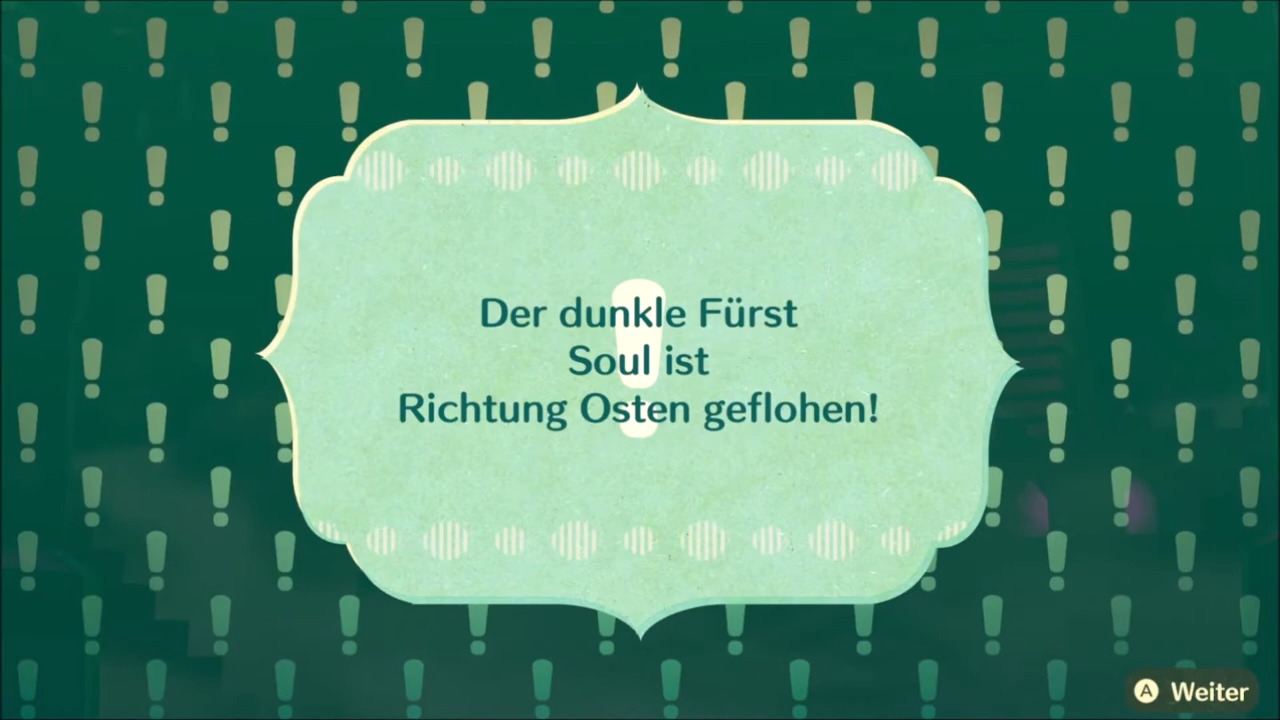 Der dunkle Fürst
Soul ist
Richtung Osten geflohen!
A Weiter